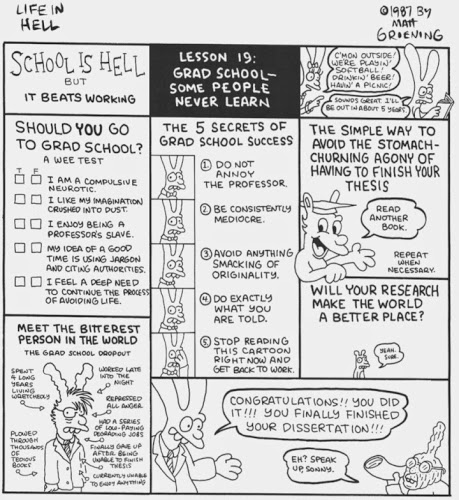 LIFE IN
HELL
©1987 BY
MATT
GROENING
SCHOOL IS HELL
BUT
IT BEATS WORKING
LESSON 19:
GRAD SCHOOL—
SOME PEOPLE
NEVER LEARN
C'MON OUTSIDE!
WE'RE PLAYIN'
SOFTBALL!
DRINKIN' BEER!
HAVIN' A PICNIC!
SOUNDS GREAT. I'LL
BE OUT IN ABOUT 5 YEARS.
SHOULD YOU GO
TO GRAD SCHOOL?
A WEE TEST
T F
I AM A COMPULSIVE
NEUROTIC.
I LIKE MY IMAGINATION
CRUSHED INTO DUST.
I ENJOY BEING A
PROFESSOR'S SLAVE.
MY IDEA OF A GOOD
TIME IS USING JARGON
AND CITING AUTHORITIES.
I FEEL A DEEP NEED
TO CONTINUE THE PROCESS
OF AVOIDING LIFE.
THE 5 SECRETS OF
GRAD SCHOOL SUCCESS
① DO NOT
ANNOY
THE PROFESSOR.
② BE CONSISTENTLY
MEDIOCRE.
③ AVOID ANYTHING
SMACKING OF
ORIGINALITY.
④ DO EXACTLY
WHAT YOU
ARE TOLD.
⑤ STOP READING
THIS CARTOON
RIGHT NOW AND
GET BACK TO WORK.
THE SIMPLE WAY TO
AVOID THE STOMACH-
CHURNING AGONY OF
HAVING TO FINISH YOUR
THESIS
READ
ANOTHER
BOOK.
REPEAT
WHEN
NECESSARY.
WILL YOUR RESEARCH
MAKE THE WORLD
A BETTER PLACE?
YEAH.
SURE.
MEET THE BITTEREST
PERSON IN THE WORLD
THE GRAD SCHOOL DROPOUT
SPENT
4 LONG
YEARS
LIVING
WRETCHEDLY
PLOWED
THROUGH
THOUSANDS
OF
TEDIOUS
BOOKS
WORKED LATE
INTO THE
NIGHT
REPRESSED
ALL ANGER
HAD A SERIES
OF LOW-PAYING
DEGRADING JOBS
FINALLY GAVE UP
AFTER BEING
UNABLE TO FINISH
THESIS
CURRENTLY UNABLE
TO ENJOY ANYTHING
CONGRATULATIONS!! YOU DID
IT!!! YOU FINALLY FINISHED
YOUR DISSERTATION!!!
EH? SPEAK
UP, SONNY.